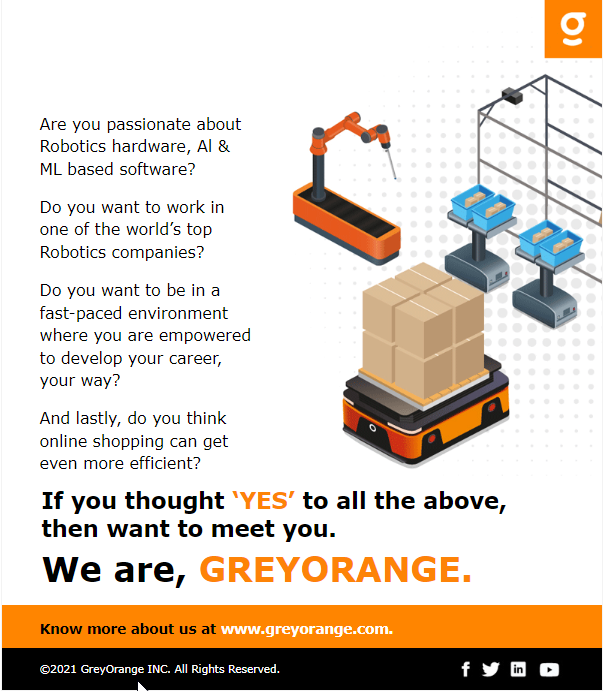 Are you passionate about
Robotics hardware, Al &
ML based software?
Do you want to work in
one of the world's top
Robotics companies?
Do you want to be in a
fast-paced environment
where you are empowered
to develop your career,
your way?
And lastly, do you think
online shopping can get
even more efficient?
If you thought ‘YES’ to all the above,
then want to meet you.
We are, GREYORANGE.
Know more about us at www.greyorange.com.
©2021 GreyOrange INC. All Rights Reserved.